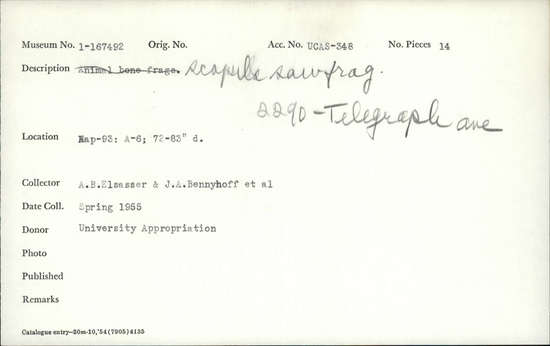 Museum No. 1-167492 Orig. No. Acc. No. UCAS-348 No. Pieces 14
Description Animal bone frags. scapula saw frag.
2290-Telegraph ave
Location Nap-93: A-6; 72-83" d.
Collector A.B.Elsasser & J.A.Bennyhoff et al
Date Coll. Spring 1955
Donor University Appropriation
Photo
Published
Remarks
Catalogue entry—30m-10,'54(7905)4135